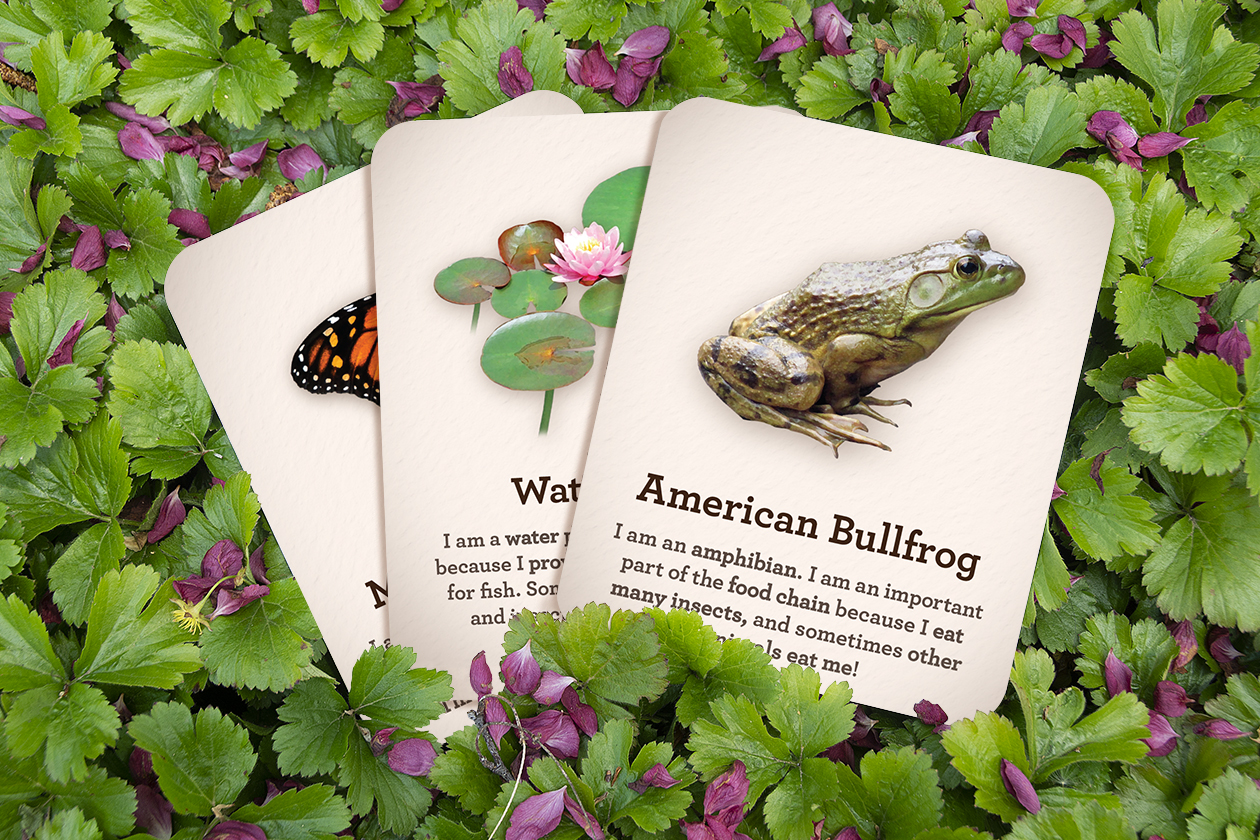 American Bullfrog
I am an amphibian. I am an important
part of the food chain because I eat
many insects, and sometimes other
eat me!
Wat
I am a water p
because I prov
for fish. Som
and
M